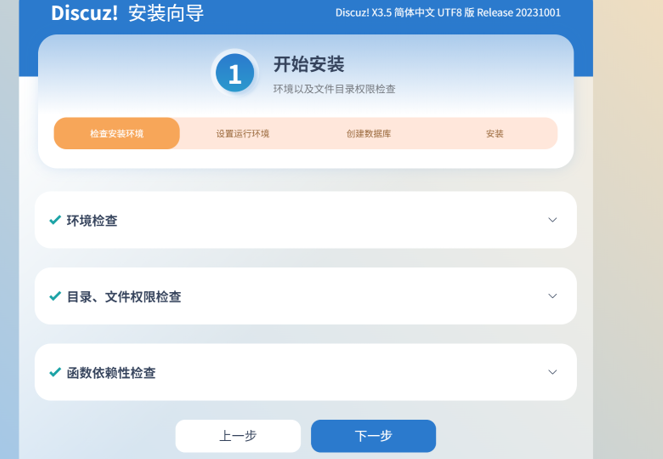 Discuz! 安装向导
Discuz! X3.5 简体中文 UTF8 版 Release 20231001
1
开始安装
环境以及文件目录权限检查
检查安装环境
设置运行环境
创建数据库
安装
环境检查
目录、文件权限检查
函数依赖性检查
上一步
下一步